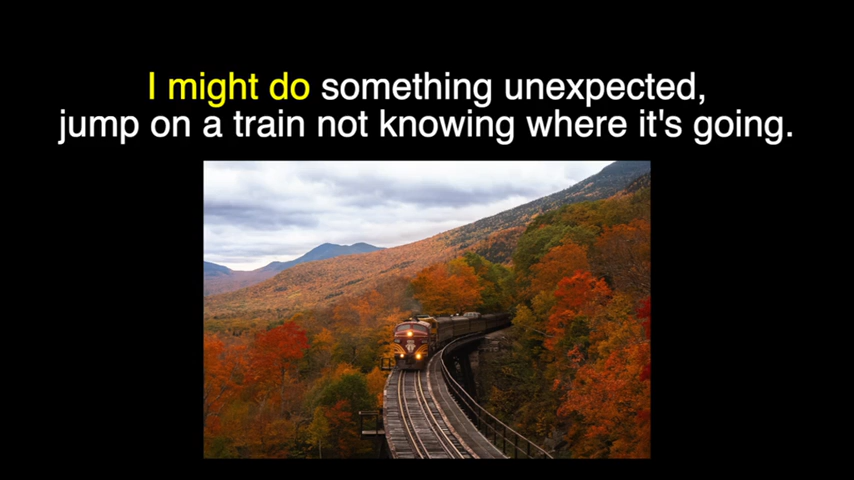 I might do something unexpected,
jump on a train not knowing where it's going.